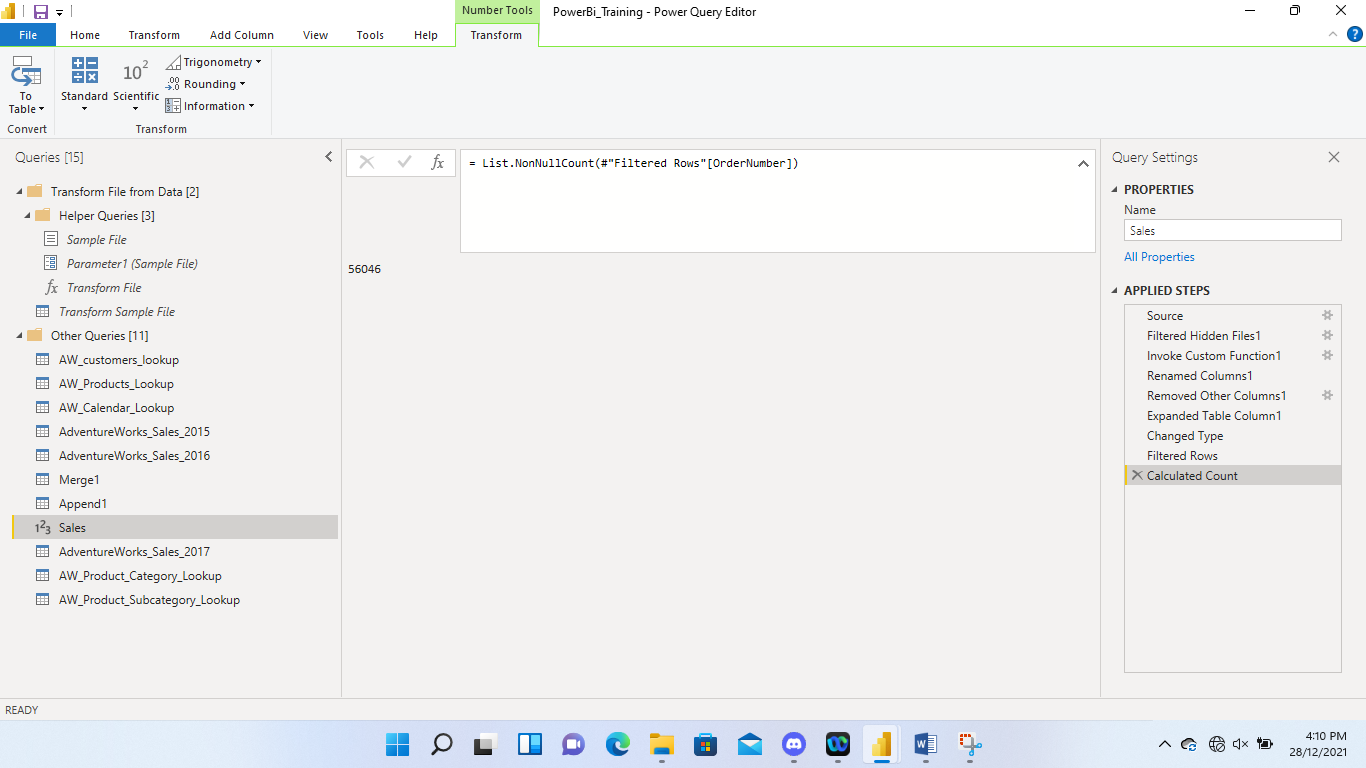 Number Tools
PowerBi_Training - Power Query Editor
File
Home
Transform
Add Column
View
Tools
Help
Transform
?
To
Table
Convert
Standard
10²
Scientific
Trigonometry
.00
Rounding
Information
Transform
Queries [15]
Transform File from Data [2]
Helper Queries [3]
Sample File
Parameter1 (Sample File)
fx Transform File
Transform Sample File
Other Queries [11]
AW_customers_lookup
AW_Products_Lookup
AW_Calendar_Lookup
AdventureWorks_Sales_2015
AdventureWorks_Sales_2016
Merge1
Append1
1²3 Sales
AdventureWorks_Sales_2017
AW_Product_Category_Lookup
AW_Product_Subcategory_Lookup
fx
= List.NonNullCount(#"Filtered Rows"[OrderNumber])
56046
Query Settings
PROPERTIES
Name
Sales
All Properties
APPLIED STEPS
Source
Filtered Hidden Files1
Invoke Custom Function1
Renamed Columns1
Removed Other Columns1
Expanded Table Column1
Changed Type
Filtered Rows
Calculated Count
READY
W
4:10 PM
28/12/2021